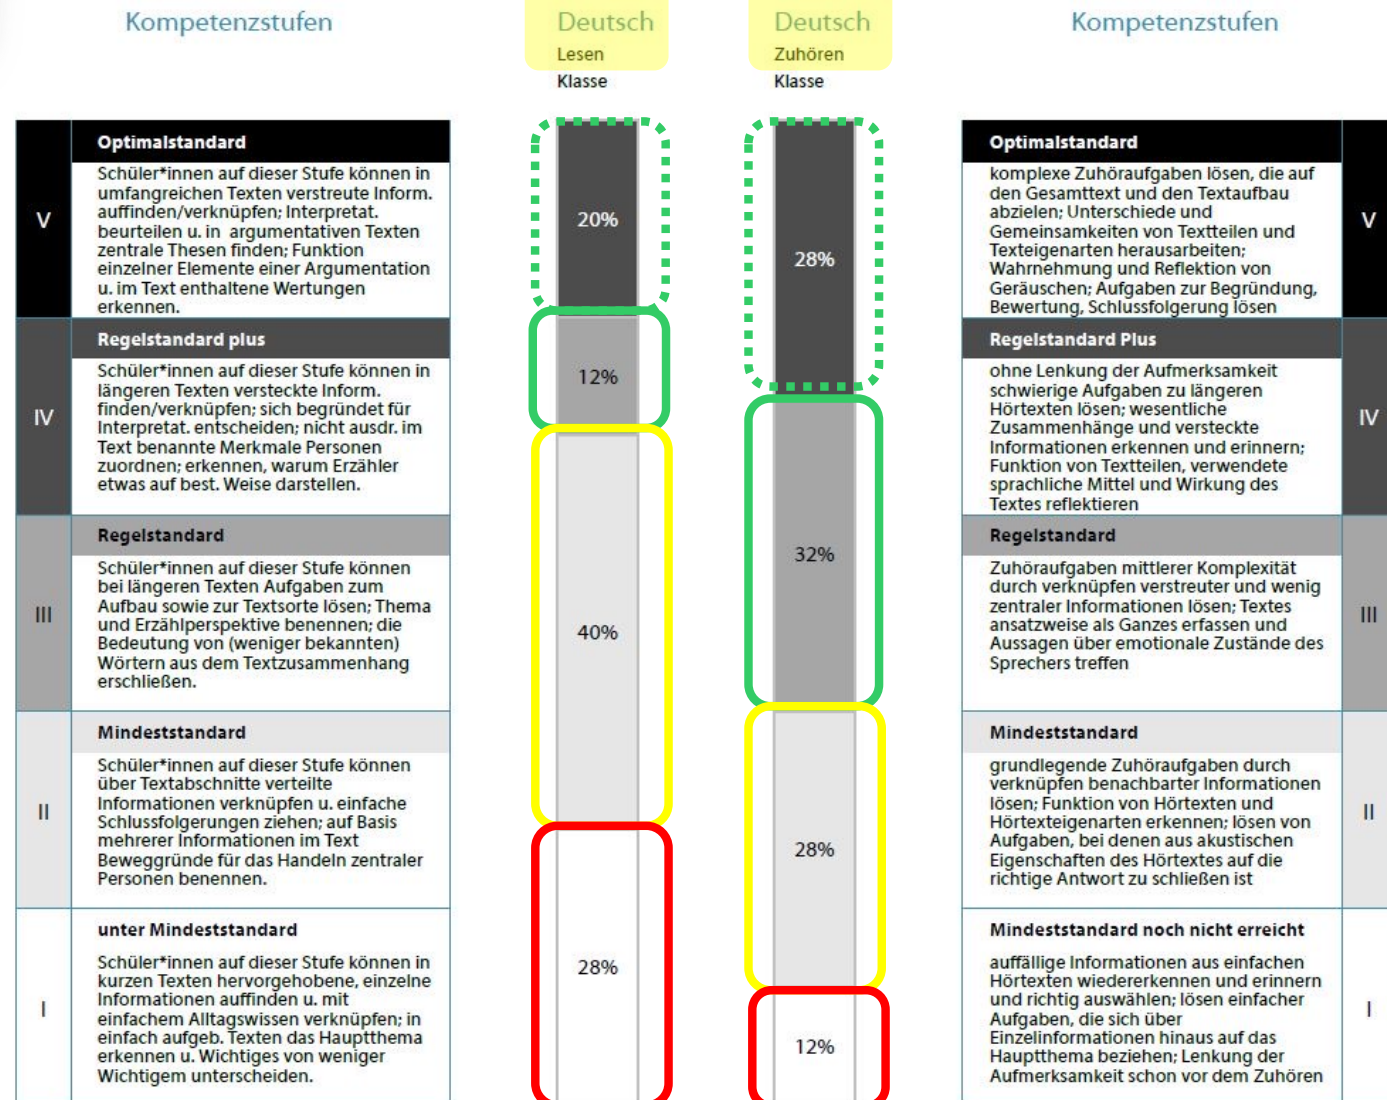 Kompetenzstufen
Deutsch
Lesen
Klasse
Deutsch
Zuhören
Klasse
Kompetenzstufen
V
Optimalstandard
Schüler*innen auf dieser Stufe können in
umfangreichen Texten verstreute Inform.
auffinden/verknüpfen; Interpretat.
beurteilen u. in argumentativen Texten
zentrale Thesen finden; Funktion
einzelner Elemente einer Argumentation
u. im Text enthaltene Wertungen
erkennen.
IV
Regelstandard plus
Schüler*innen auf dieser Stufe können in
längeren Texten versteckte Inform.
finden/verknüpfen; sich begründet für
Interpretat. entscheiden; nicht ausdr. im
Text benannte Merkmale Personen
zuordnen; erkennen, warum Erzähler
etwas auf best. Weise darstellen.
III
Regelstandard
Schüler*innen auf dieser Stufe können
bei längeren Texten Aufgaben zum
Aufbau sowie zur Textsorte lösen; Thema
und Erzählperspektive benennen; die
Bedeutung von (weniger bekannten)
Wörtern aus dem Textzusammenhang
erschließen.
II
Mindeststandard
Schüler*innen auf dieser Stufe können
über Textabschnitte verteilte
Informationen verknüpfen u. einfache
Schlussfolgerungen ziehen; auf Basis
mehrerer Informationen im Text
Beweggründe für das Handeln zentraler
Personen benennen.
I
unter Mindeststandard
Schüler*innen auf dieser Stufe können in
kurzen Texten hervorgehobene, einzelne
Informationen auffinden u. mit
einfachem Alltagswissen verknüpfen; in
einfach aufgeb. Texten das Hauptthema
erkennen u. Wichtiges von weniger
Wichtigem unterscheiden.
20%
12%
40%
28%
28%
32%
28%
12%
Optimalstandard
komplexe Zuhöraufgaben lösen, die auf
den Gesamttext und den Textaufbau
abzielen; Unterschiede und
Gemeinsamkeiten von Textteilen und
Texteigenarten herausarbeiten;
Wahrnehmung und Reflektion von
Geräuschen; Aufgaben zur Begründung,
Bewertung, Schlussfolgerung lösen
V
Regelstandard Plus
ohne Lenkung der Aufmerksamkeit
schwierige Aufgaben zu längeren
Hörtexten lösen; wesentliche
Zusammenhänge und versteckte
Informationen erkennen und erinnern;
Funktion von Textteilen, verwendete
sprachliche Mittel und Wirkung des
Textes reflektieren
IV
Regelstandard
Zuhöraufgaben mittlerer Komplexität
durch verknüpfen verstreuter und wenig
zentraler Informationen lösen; Textes
ansatzweise als Ganzes erfassen und
Aussagen über emotionale Zustände des
Sprechers treffen
III
Mindeststandard
grundlegende Zuhöraufgaben durch
verknüpfen benachbarter Informationen
lösen; Funktion von Hörtexten und
Hörtexteigenarten erkennen; lösen von
Aufgaben, bei denen aus akustischen
Eigenschaften des Hörtextes auf die
richtige Antwort zu schließen ist
II
Mindeststandard noch nicht erreicht
auffällige Informationen aus einfachen
Hörtexten wiedererkennen und erinnern
und richtig auswählen; lösen einfacher
Aufgaben, die sich über
Einzelinformationen hinaus auf das
Hauptthema beziehen; Lenkung der
Aufmerksamkeit schon vor dem Zuhören
I